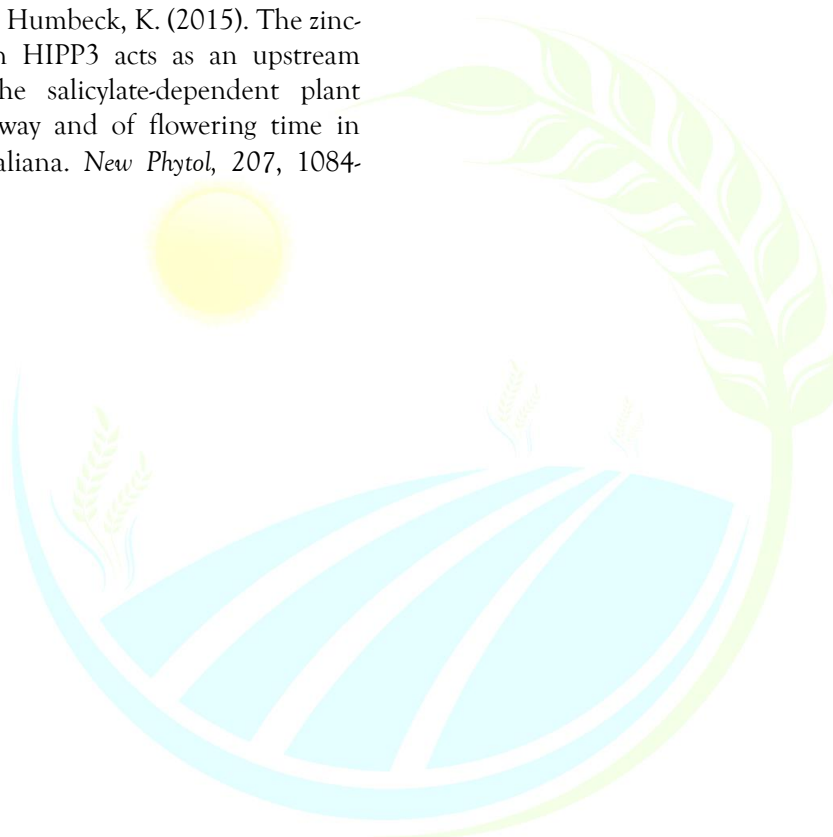 Humbeck, K. (2015). The zinc-
HIPP3 acts as an upstream
he salicylate-dependent plant
way and of flowering time in
aliana. New Phytol, 207, 1084-